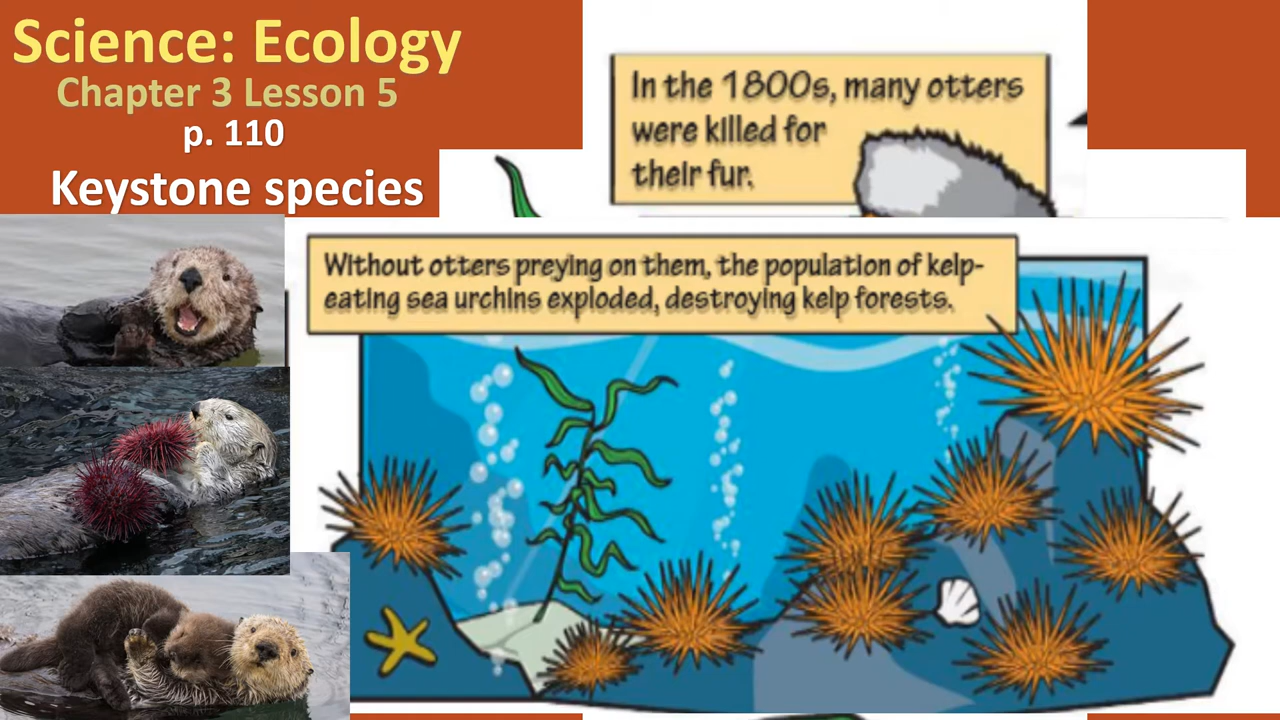 Science: Ecology
Chapter 3 Lesson 5
p. 110
Keystone species
In the 1800s, many otters
were killed for
their fur.
Without otters preying on them, the population of kelp-
eating sea urchins exploded, destroying kelp forests.